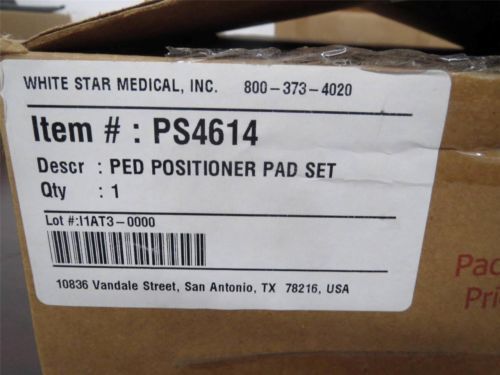 WHITE STAR MEDICAL, INC. 800-373-4020
Item # : PS4614
Descr : PED POSITIONER PAD SET
Qty : 1
Lot #:I1AT3-0000
10836 Vandale Street, San Antonio, TX 78216, USA